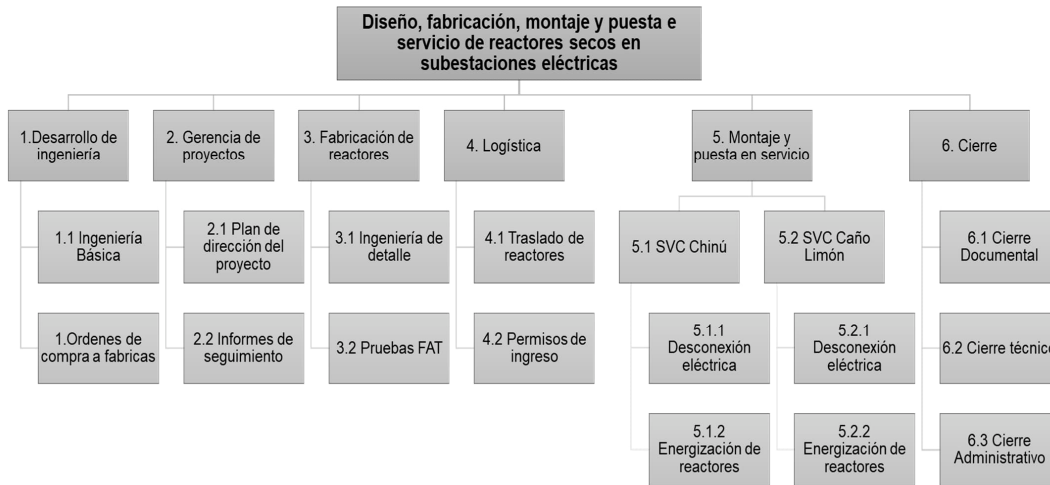 Diseño, fabricación, montaje y puesta e
servicio de reactores secos en
subestaciones eléctricas
1.Desarrollo de
ingeniería
2. Gerencia de
proyectos
3. Fabricación de
reactores
4. Logística
5. Montaje y
puesta en servicio
6. Cierre
1.1 Ingeniería
Básica
2.1 Plan de
dirección del
proyecto
3.1 Ingeniería de
detalle
4.1 Traslado de
reactores
5.1 SVC Chinú
5.2 SVC Caño
Limón
6.1 Cierre
Documental
1.Ordenes de
compra a fabricas
2.2 Informes de
seguimiento
3.2 Pruebas FAT
4.2 Permisos de
ingreso
5.1.1
Desconexión
eléctrica
5.2.1
Desconexión
eléctrica
6.2 Cierre técnico
5.1.2
Energización de
reactores
5.2.2
Energización de
reactores
6.3 Cierre
Administrativo